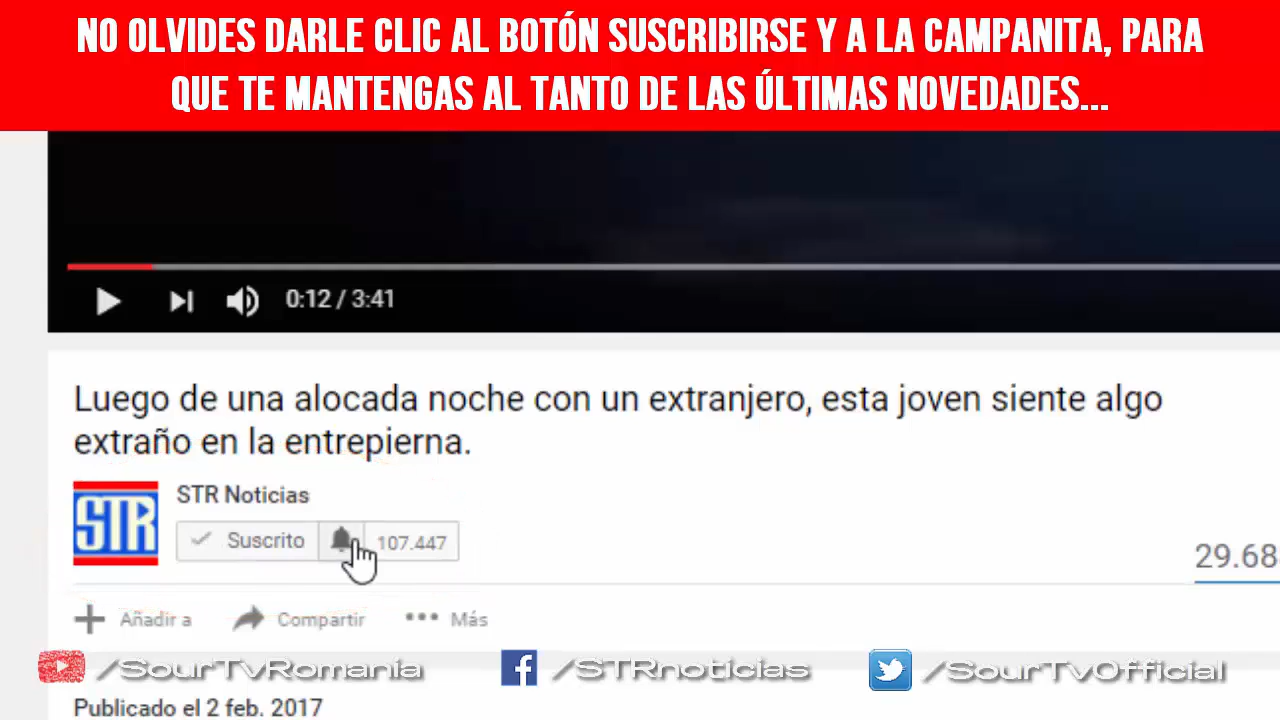 NO OLVIDES DARLE CLIC AL BOTÓN SUSCRIBIRSE Y A LA CAMPANITA, PARA
QUE TE MANTENGAS AL TANTO DE LAS ÚLTIMAS NOVEDADES...
0:12 / 3:41
Luego de una alocada noche con un extranjero, esta joven siente algo
extraño en la entrepierna.
STR
STR Noticias
Suscrito 107.447
Añadir a Compartir Más
/SourTvRomania /STRnoticias /SourTvOfficial
Publicado el 2 feb. 2017